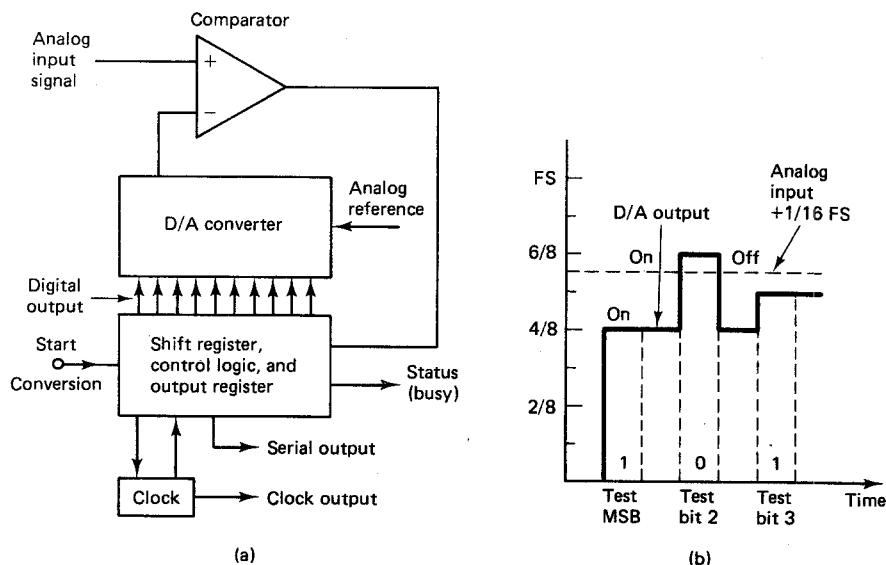 Comparator
Analog
input
signal
+
−
D/A converter
Analog
reference
Digital
output
Start
Conversion
Shift register,
control logic, and
output register
Status
(busy)
Serial output
Clock
Clock output
(a)
FS
6/8
4/8
2/8
D/A output
Analog
input
+1/16 FS
On
Off
On
1
0
1
Test
MSB
Test
bit 2
Test
bit 3
Time
(b)